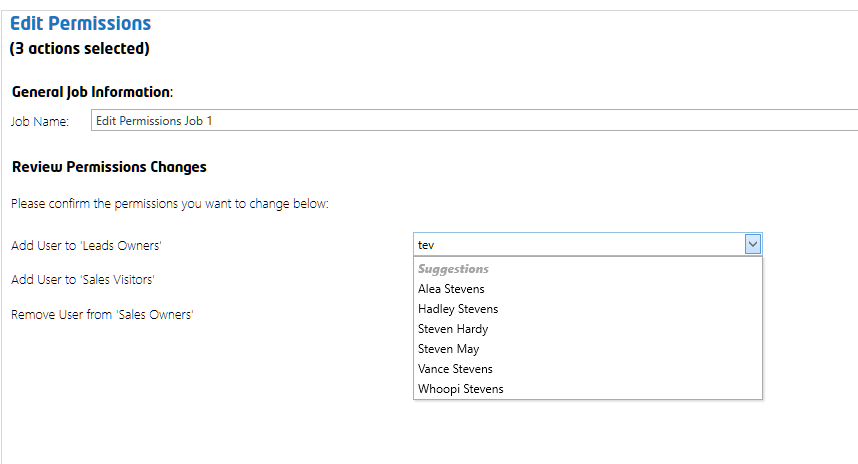 Edit Permissions
(3 actions selected)
General Job Information:
Job Name: Edit Permissions Job 1
Review Permissions Changes
Please confirm the permissions you want to change below:
Add User to 'Leads Owners' tev
Suggestions
Alea Stevens
Hadley Stevens
Steven Hardy
Steven May
Vance Stevens
Whoopi Stevens
Add User to 'Sales Visitors'
Remove User from 'Sales Owners'